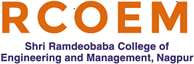 RCOEM
Shri Ramdeobaba College of
Engineering and Management, Nagpur